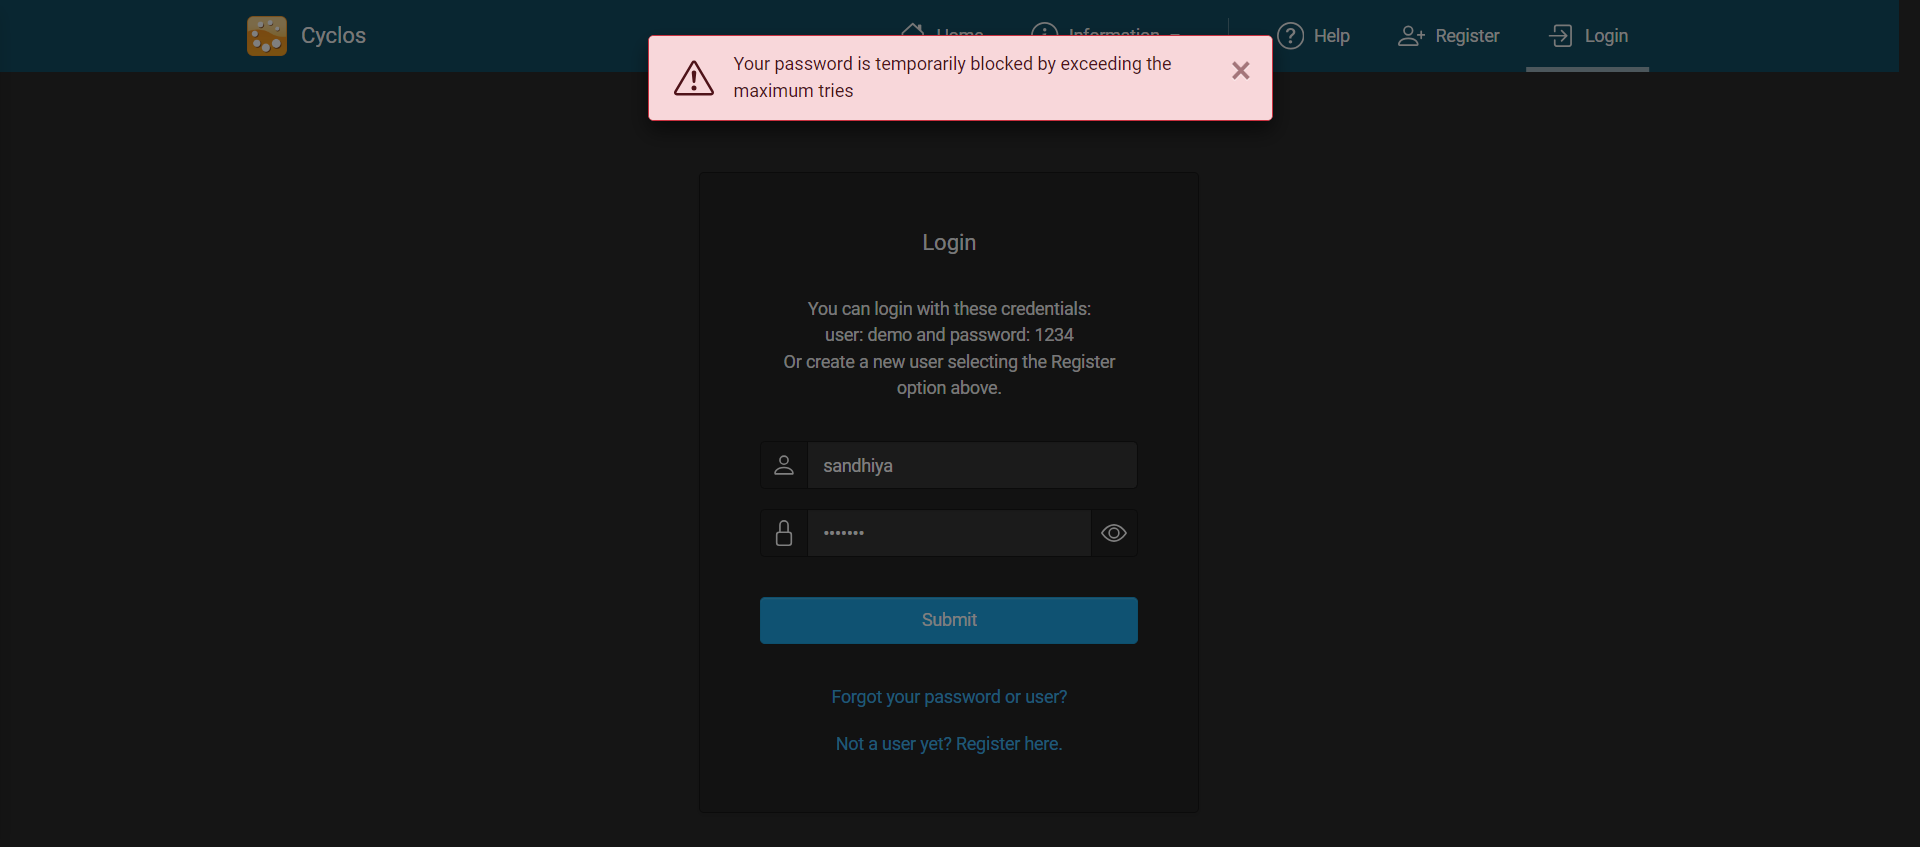 Cyclos
Home
Information
Help
Register
Login
Your password is temporarily blocked by exceeding the
maximum tries
Login
You can login with these credentials:
user: demo and password: 1234
Or create a new user selecting the Register
option above.
sandhiya
•••••••
Submit
Forgot your password or user?
Not a user yet? Register here.